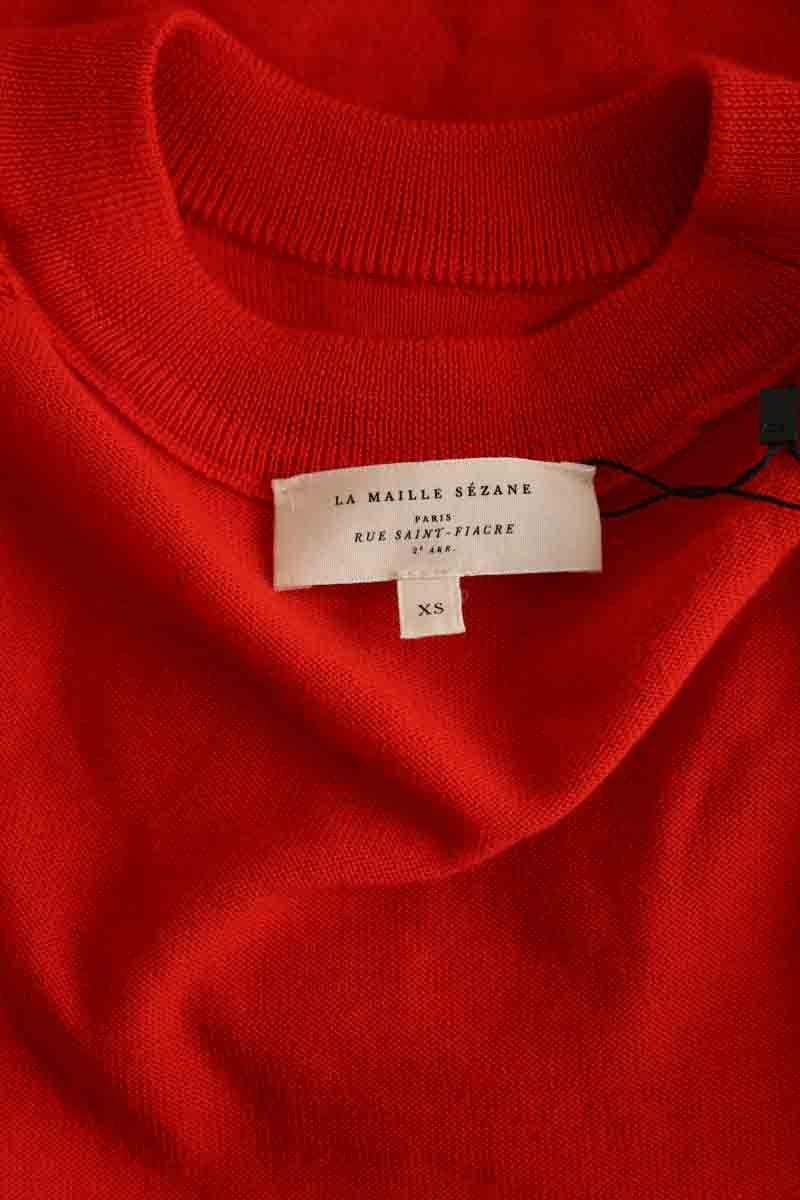 LA MAILLE SÉZANE
PARIS
RUE SAINT-FIACRE
2e ARR.
XS